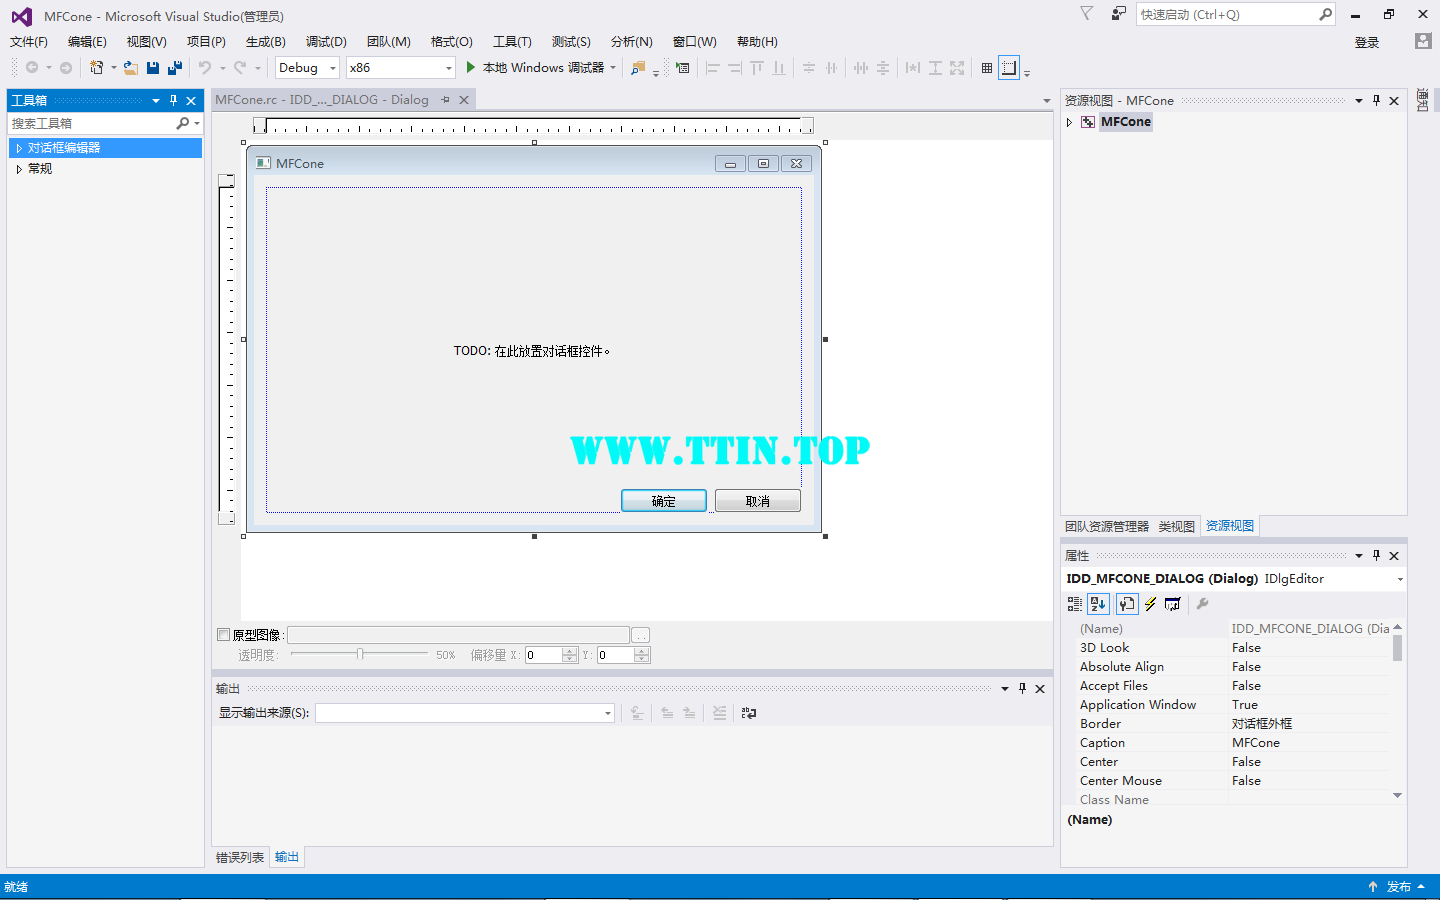 MFCone - Microsoft Visual Studio(管理员)
快速启动 (Ctrl+Q)
文件(F) 编辑(E) 视图(V) 项目(P) 生成(B) 调试(D) 团队(M) 格式(O) 工具(T) 测试(S) 分析(N) 窗口(W) 帮助(H)
登录
Debug x86 本地 Windows 调试器
工具箱
搜索工具箱
对话框编辑器
常规
MFCone.rc - IDD_..._DIALOG - Dialog
MFCone
TODO: 在此放置对话框控件。
WWW.TTIN.TOP
确定 取消
原型图像: ...
透明度: 50% 偏移量 X: 0 Y: 0
输出
显示输出来源(S):
错误列表 输出
资源视图 - MFCone
MFCone
团队资源管理器 类视图 资源视图
属性
IDD_MFCONE_DIALOG (Dialog) IDlgEditor
(Name) IDD_MFCONE_DIALOG (Dia
3D Look False
Absolute Align False
Accept Files False
Application Window True
Border 对话框外框
Caption MFCone
Center False
Center Mouse False
Class Name
(Name)
通知
就绪
发布